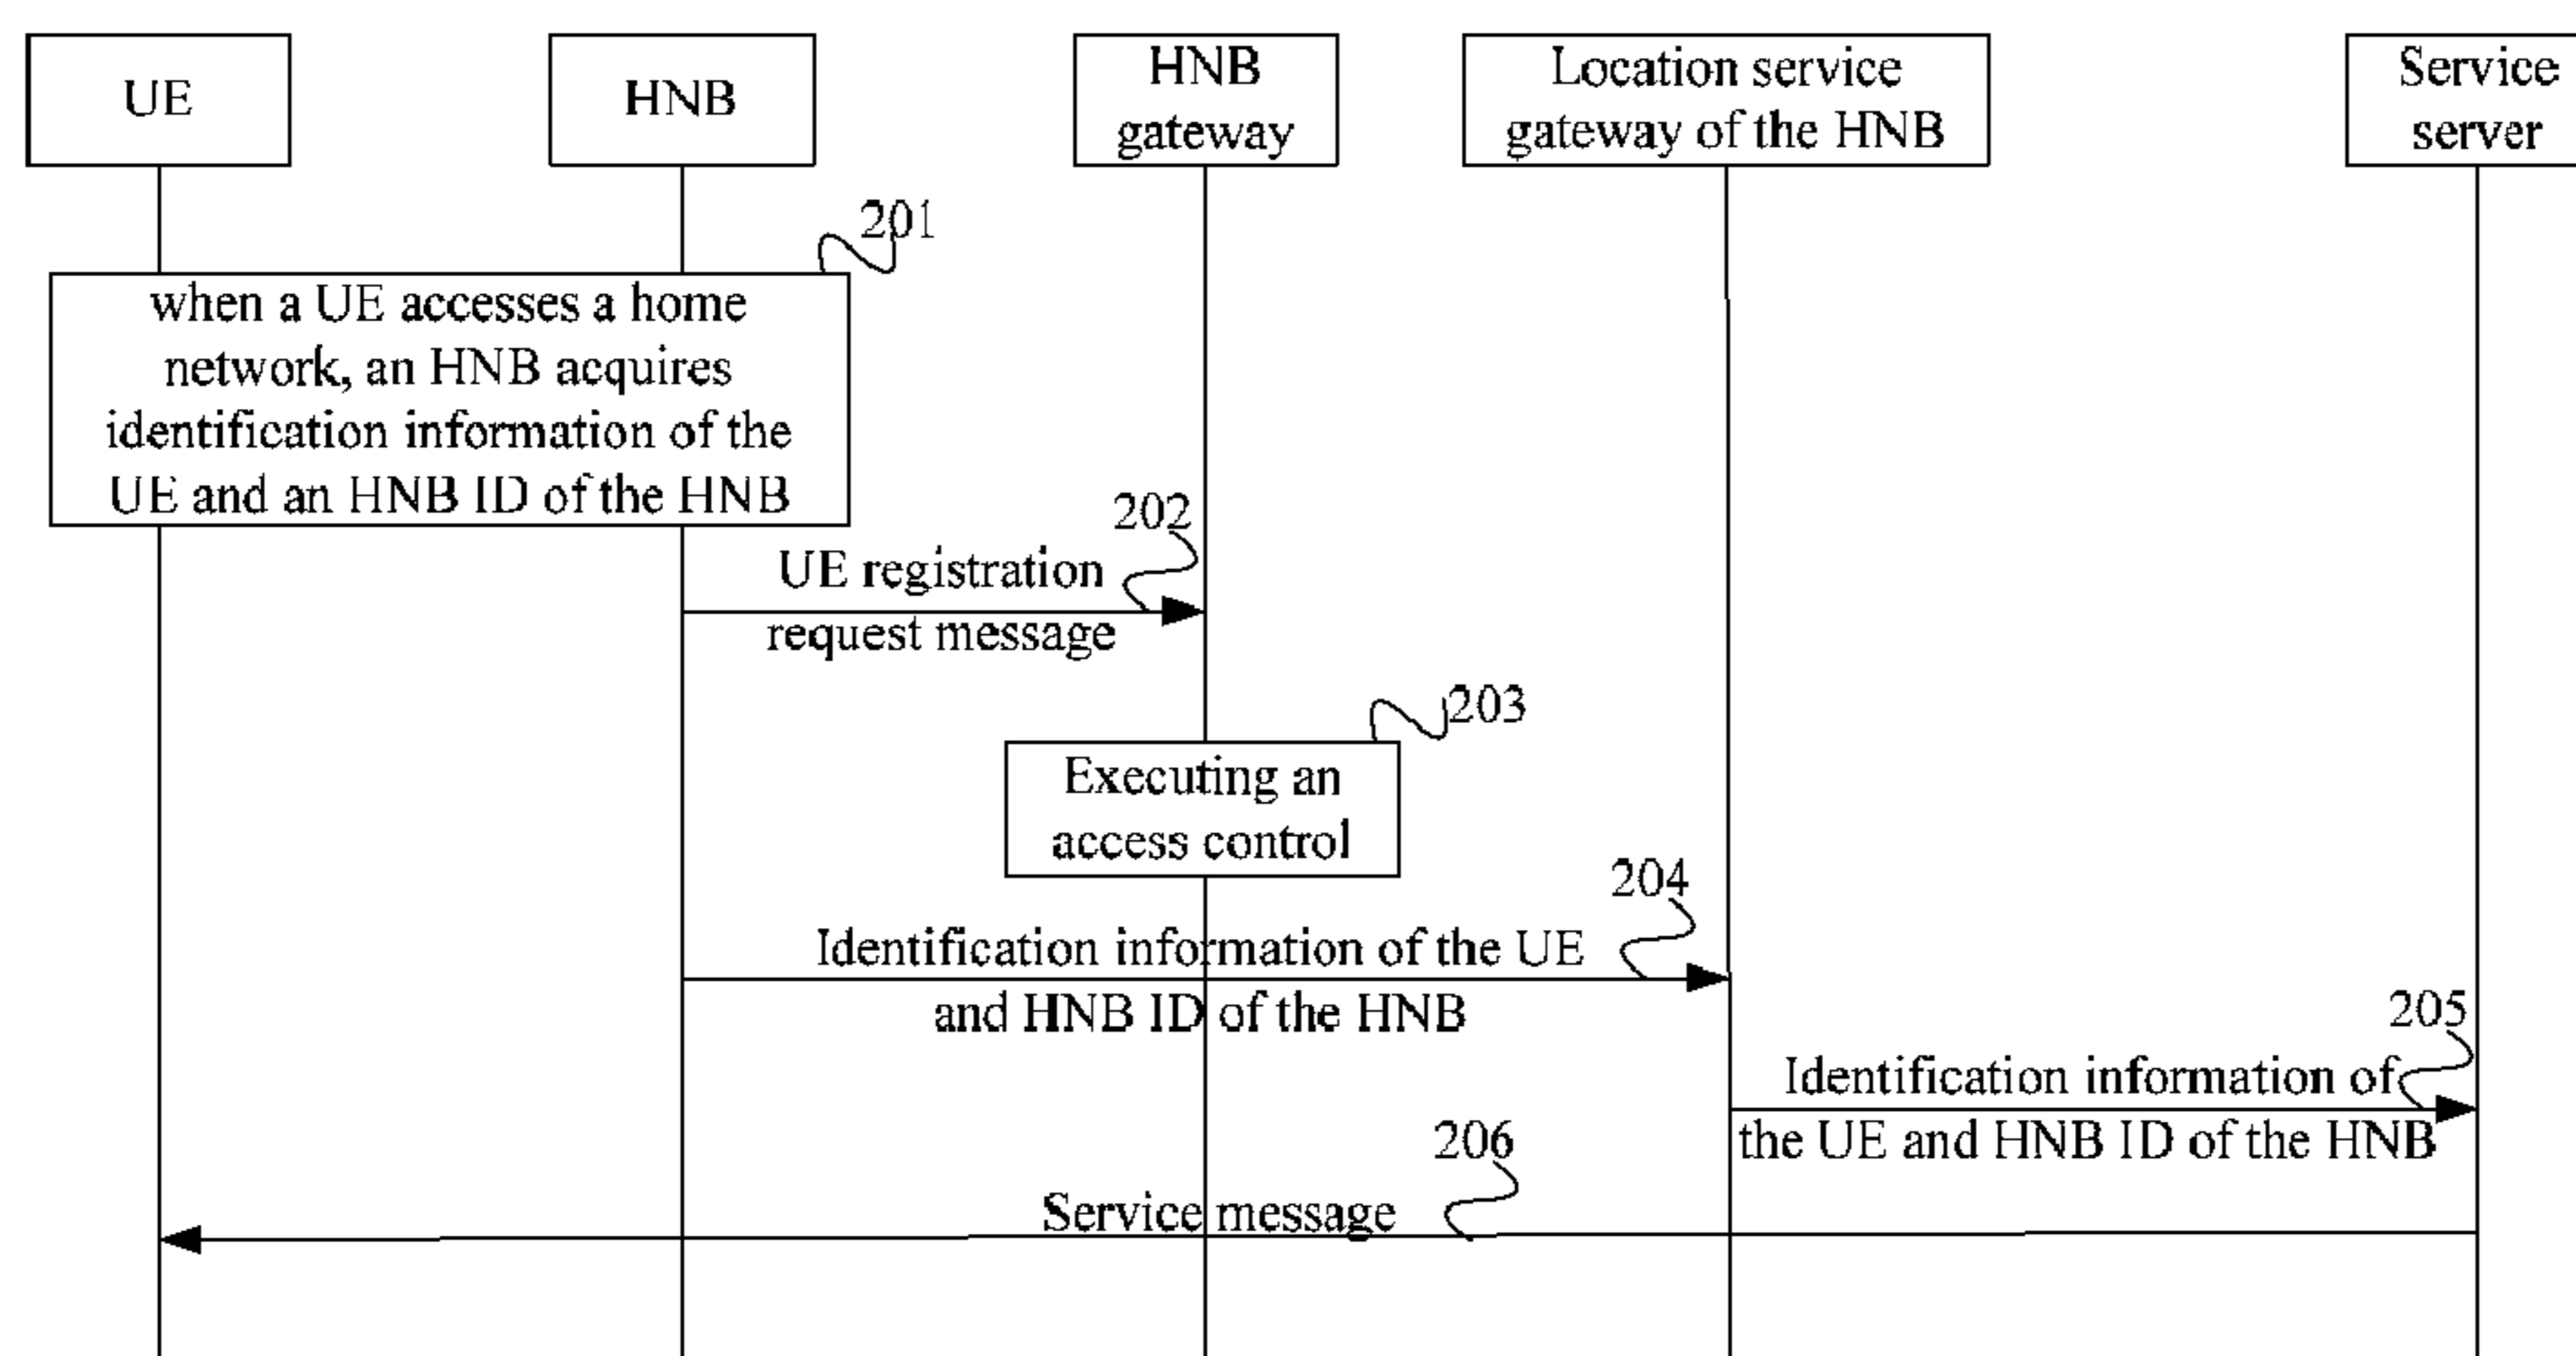 UE
HNB
HNB
gateway
Location service
gateway of the HNB
Service
server
201
when a UE accesses a home
network, an HNB acquires
identification information of the
UE and an HNB ID of the HNB
202
UE registration
request message
203
Executing an
access control
204
Identification information of the UE
and HNB ID of the HNB
205
Identification information of
the UE and HNB ID of the HNB
206
Service message